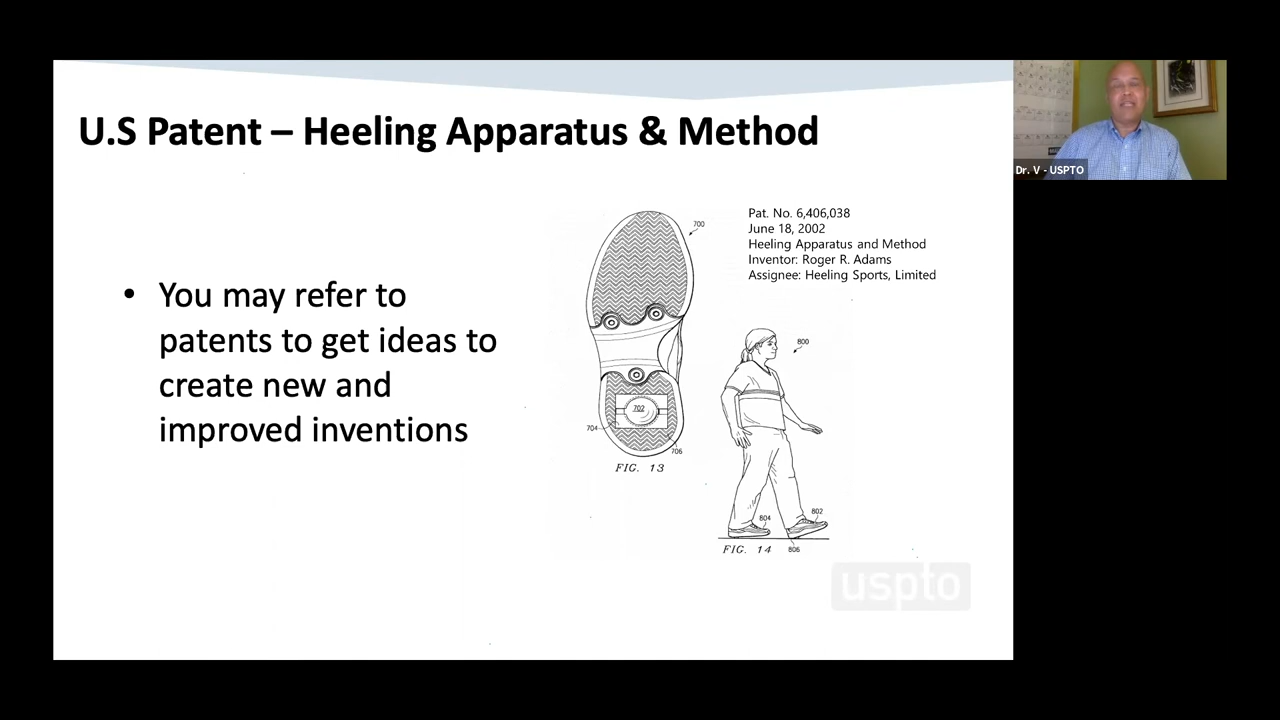 U.S Patent – Heeling Apparatus & Method
• You may refer to
patents to get ideas to
create new and
improved inventions
Pat. No. 6,406,038
June 18, 2002
Heeling Apparatus and Method
Inventor: Roger R. Adams
Assignee: Heeling Sports, Limited
700
702
704
706
FIG. 13
800
804
802
806
FIG. 14
uspto
Dr. V - USPTO